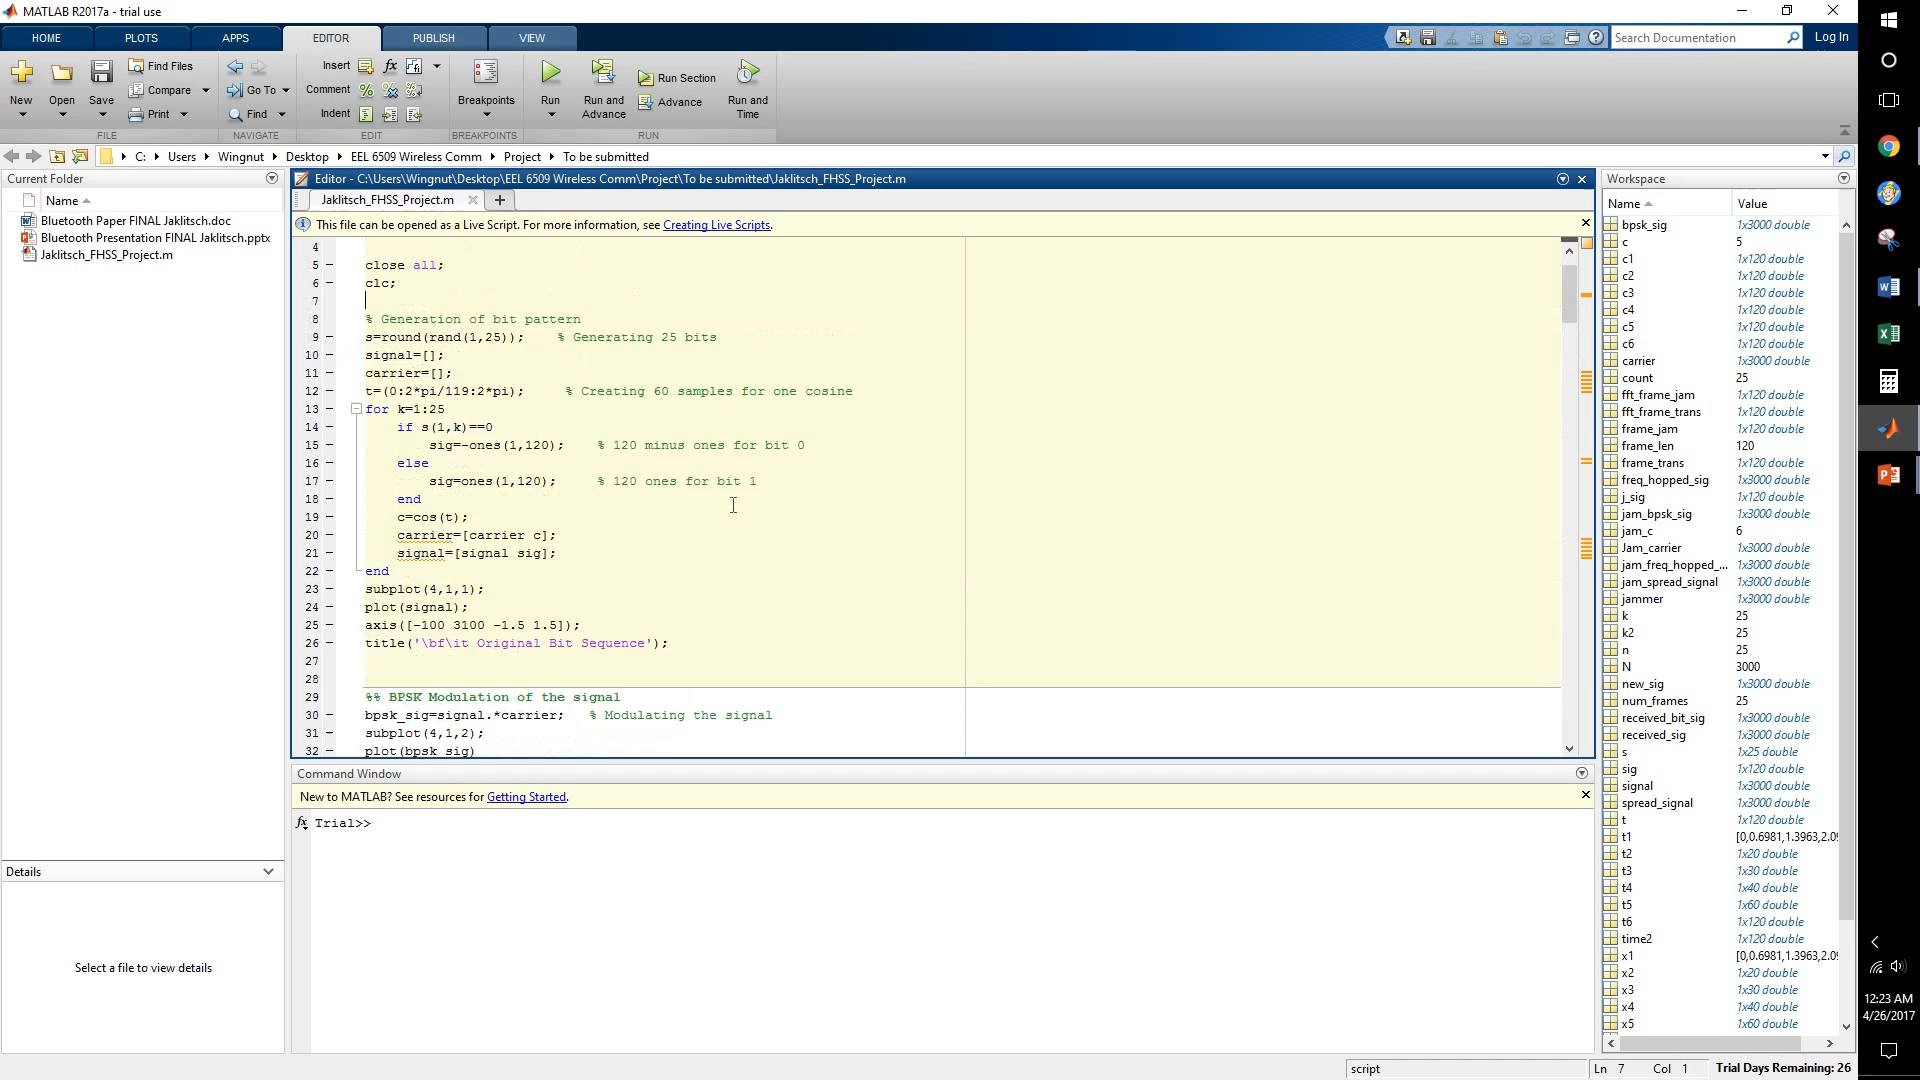 MATLAB R2017a - trial use
HOME PLOTS APPS EDITOR PUBLISH VIEW
Search Documentation Log In
New Open Save Find Files Compare Print
Go To Find
Insert fx
Comment
Indent
Breakpoints
Run Run and Advance Run Section Advance Run and Time
FILE NAVIGATE EDIT BREAKPOINTS RUN
C: Users Wingnut Desktop EEL 6509 Wireless Comm Project To be submitted
Current Folder
Name
Bluetooth Paper FINAL Jaklitsch.doc
Bluetooth Presentation FINAL Jaklitsch.pptx
Jaklitsch_FHSS_Project.m
Details
Select a file to view details
Editor - C:\Users\Wingnut\Desktop\EEL 6509 Wireless Comm\Project\To be submitted\Jaklitsch_FHSS_Project.m
Jaklitsch_FHSS_Project.m
This file can be opened as a Live Script. For more information, see Creating Live Scripts.
4
5 – close all;
6 – clc;
7
8 % Generation of bit pattern
9 – s=round(rand(1,25)); % Generating 25 bits
10 – signal=[];
11 – carrier=[];
12 – t=(0:2*pi/119:2*pi); % Creating 60 samples for one cosine
13 – for k=1:25
14 – if s(1,k)==0
15 – sig=-ones(1,120); % 120 minus ones for bit 0
16 – else
17 – sig=ones(1,120); % 120 ones for bit 1
18 – end
19 – c=cos(t);
20 – carrier=[carrier c];
21 – signal=[signal sig];
22 – end
23 – subplot(4,1,1);
24 – plot(signal);
25 – axis([-100 3100 -1.5 1.5]);
26 – title('\bf\it Original Bit Sequence');
27
28
29 %% BPSK Modulation of the signal
30 – bpsk_sig=signal.*carrier; % Modulating the signal
31 – subplot(4,1,2);
32 – plot(bpsk_sig)
Command Window
New to MATLAB? See resources for Getting Started.
fx Trial>>
Workspace
Name Value
bpsk_sig 1x3000 double
c 5
c1 1x120 double
c2 1x120 double
c3 1x120 double
c4 1x120 double
c5 1x120 double
c6 1x120 double
carrier 1x3000 double
count 25
fft_frame_jam 1x120 double
fft_frame_trans 1x120 double
frame_jam 1x120 double
frame_len 120
frame_trans 1x120 double
freq_hopped_sig 1x3000 double
j_sig 1x120 double
jam_bpsk_sig 1x3000 double
jam_c 6
Jam_carrier 1x3000 double
jam_freq_hopped_... 1x3000 double
jam_spread_signal 1x3000 double
jammer 1x3000 double
k 25
k2 25
n 25
N 3000
new_sig 1x3000 double
num_frames 25
received_bit_sig 1x3000 double
received_sig 1x3000 double
s 1x25 double
sig 1x120 double
signal 1x3000 double
spread_signal 1x3000 double
t 1x120 double
t1 [0,0.6981,1.3963,2.09
t2 1x20 double
t3 1x30 double
t4 1x40 double
t5 1x60 double
t6 1x120 double
time2 1x120 double
x1 [0,0.6981,1.3963,2.09
x2 1x20 double
x3 1x30 double
x4 1x40 double
x5 1x60 double
script Ln 7 Col 1 Trial Days Remaining: 26
12:23 AM
4/26/2017